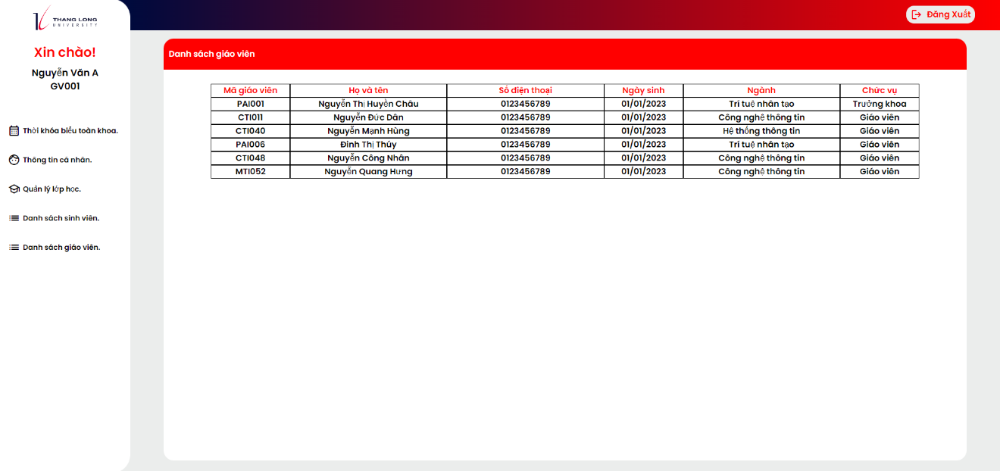 THANG LONG
UNIVERSITY
Xin chào!
Nguyễn Văn A
GV001
Thời khóa biểu toàn khoa.
Thông tin cá nhân.
Quản lý lớp học.
Danh sách sinh viên.
Danh sách giáo viên.
Đăng Xuất
Danh sách giáo viên
Mã giáo viên Họ và tên Số điện thoại Ngày sinh Ngành Chức vụ
PAI001 Nguyễn Thị Huyền Châu 0123456789 01/01/2023 Trí tuệ nhân tạo Trưởng khoa
CTI011 Nguyễn Đức Dân 0123456789 01/01/2023 Công nghệ thông tin Giáo viên
CTI040 Nguyễn Mạnh Hùng 0123456789 01/01/2023 Hệ thống thông tin Giáo viên
PAI006 Đinh Thị Thúy 0123456789 01/01/2023 Trí tuệ nhân tạo Giáo viên
CTI048 Nguyễn Công Nhân 0123456789 01/01/2023 Công nghệ thông tin Giáo viên
MTI052 Nguyễn Quang Hưng 0123456789 01/01/2023 Công nghệ thông tin Giáo viên